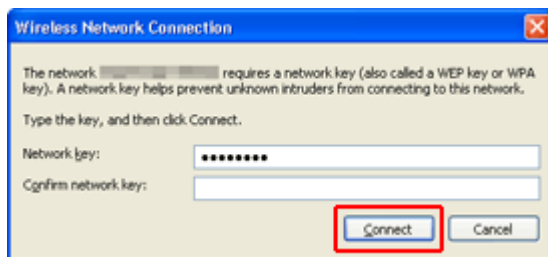 Wireless Network Connection
The network requires a network key (also called a WEP key or WPA
key). A network key helps prevent unknown intruders from connecting to this network.
Type the key, and then click Connect.
Network key: ●●●●●●●●
Confirm network key:
Connect Cancel